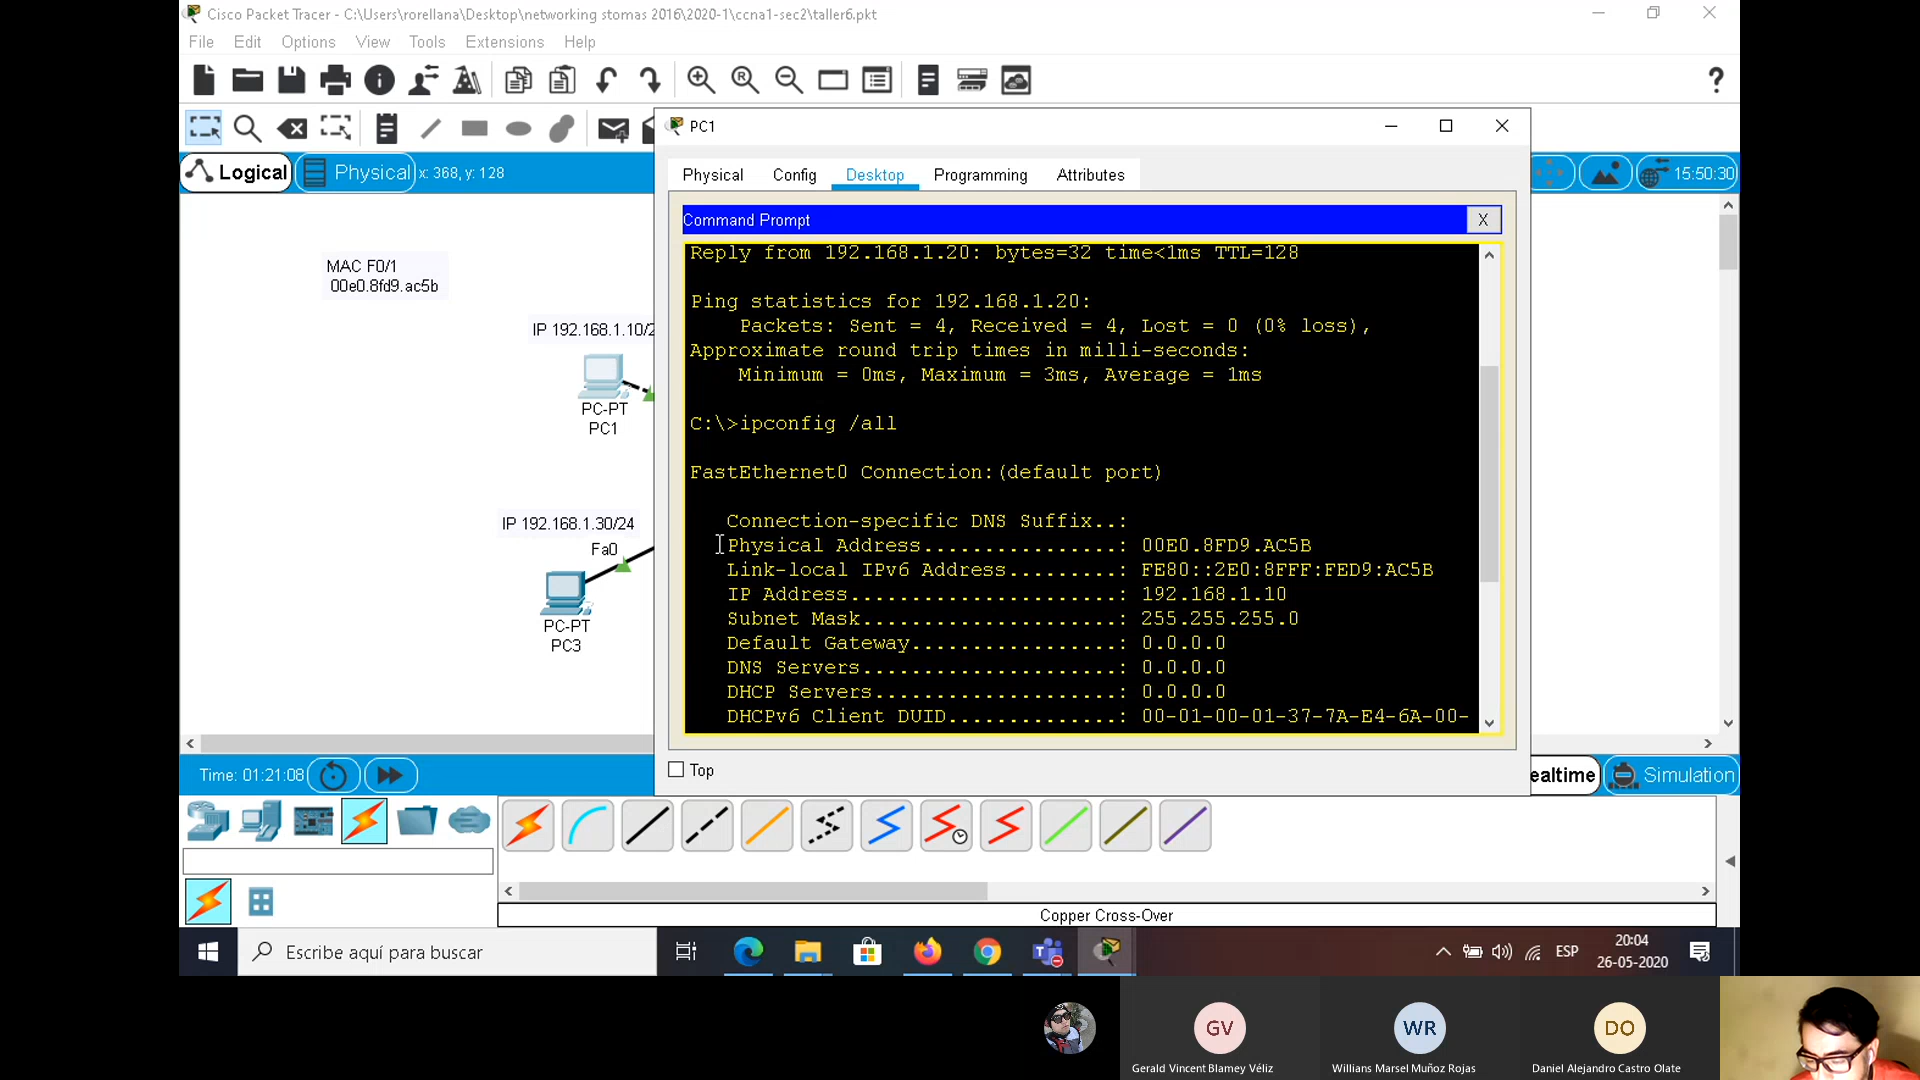 Cisco Packet Tracer - C:\Users\rorellana\Desktop\networking stomas 2016\2020-1\ccna1-sec2\taller6.pkt
File Edit Options View Tools Extensions Help
Logical Physical x: 368, y: 128 15:50:30
MAC F0/1
00e0.8fd9.ac5b
IP 192.168.1.10/2
PC-PT
PC1
IP 192.168.1.30/24
Fa0
PC-PT
PC3
PC1
Physical Config Desktop Programming Attributes
Command Prompt X
Reply from 192.168.1.20: bytes=32 time<1ms TTL=128
Ping statistics for 192.168.1.20:
Packets: Sent = 4, Received = 4, Lost = 0 (0% loss),
Approximate round trip times in milli-seconds:
Minimum = 0ms, Maximum = 3ms, Average = 1ms
C:\>ipconfig /all
FastEthernet0 Connection:(default port)
Connection-specific DNS Suffix..:
Physical Address................: 00E0.8FD9.AC5B
Link-local IPv6 Address.........: FE80::2E0:8FFF:FED9:AC5B
IP Address......................: 192.168.1.10
Subnet Mask.....................: 255.255.255.0
Default Gateway.................: 0.0.0.0
DNS Servers.....................: 0.0.0.0
DHCP Servers....................: 0.0.0.0
DHCPv6 Client DUID..............: 00-01-00-01-37-7A-E4-6A-00-
Top
Time: 01:21:08 ealtime Simulation
Copper Cross-Over
Escribe aquí para buscar
ESP
20:04
26-05-2020
GV
WR
DO
Gerald Vincent Blamey Véliz
Willians Marsel Muñoz Rojas
Daniel Alejandro Castro Olate